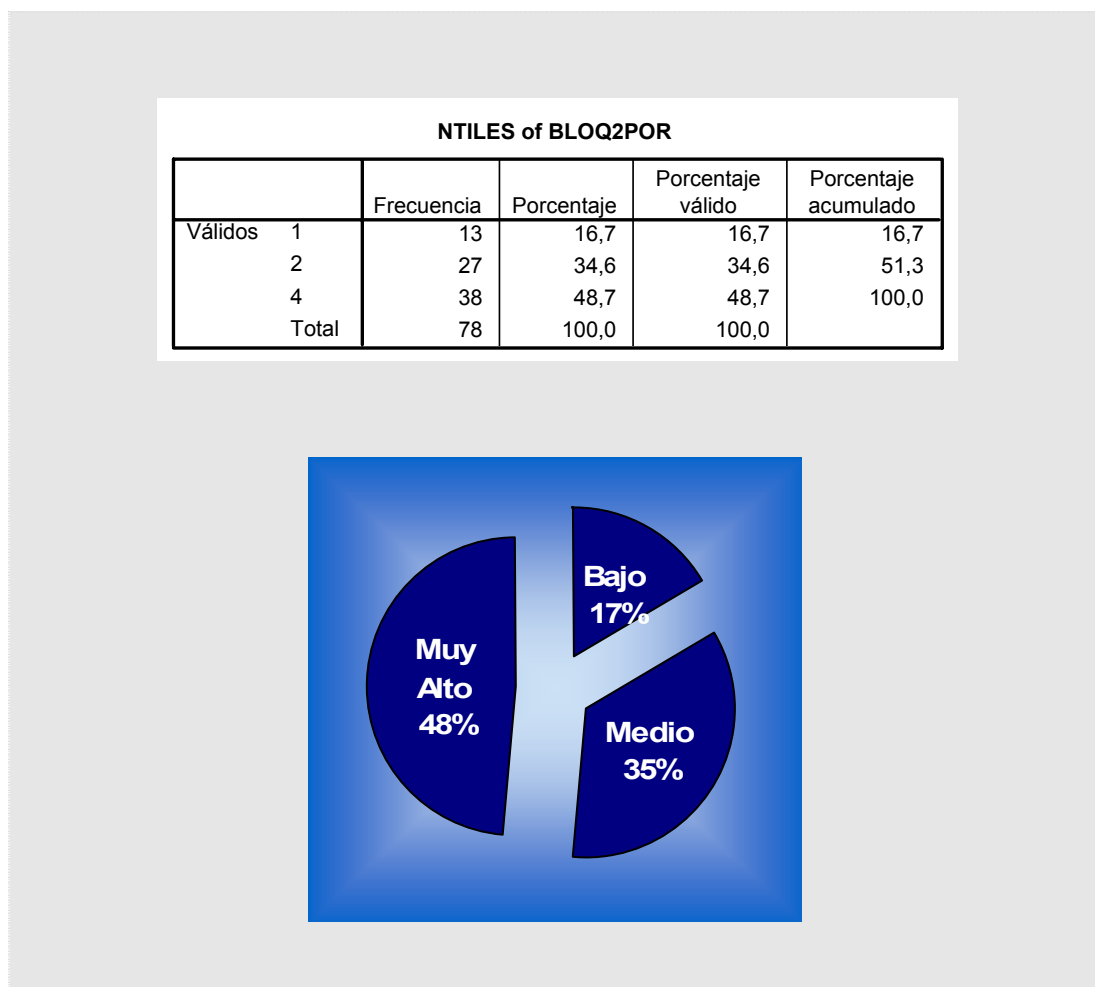 NTILES of BLOQ2POR
Frecuencia Porcentaje Porcentaje válido Porcentaje acumulado
Válidos 1 13 16,7 16,7 16,7
2 27 34,6 34,6 51,3
4 38 48,7 48,7 100,0
Total 78 100,0 100,0
Bajo
17%
Muy
Alto
48%
Medio
35%